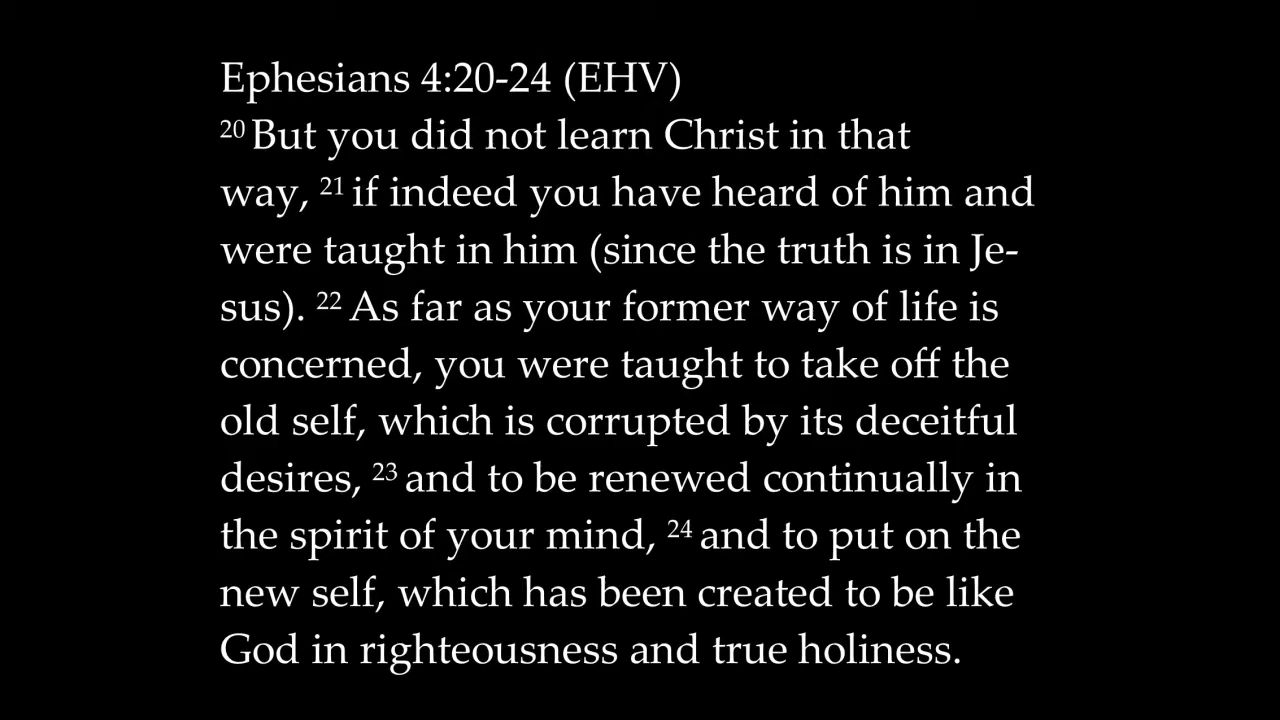 Ephesians 4:20-24 (EHV)
20 But you did not learn Christ in that
way, 21 if indeed you have heard of him and
were taught in him (since the truth is in Je-
sus). 22 As far as your former way of life is
concerned, you were taught to take off the
old self, which is corrupted by its deceitful
desires, 23 and to be renewed continually in
the spirit of your mind, 24 and to put on the
new self, which has been created to be like
God in righteousness and true holiness.